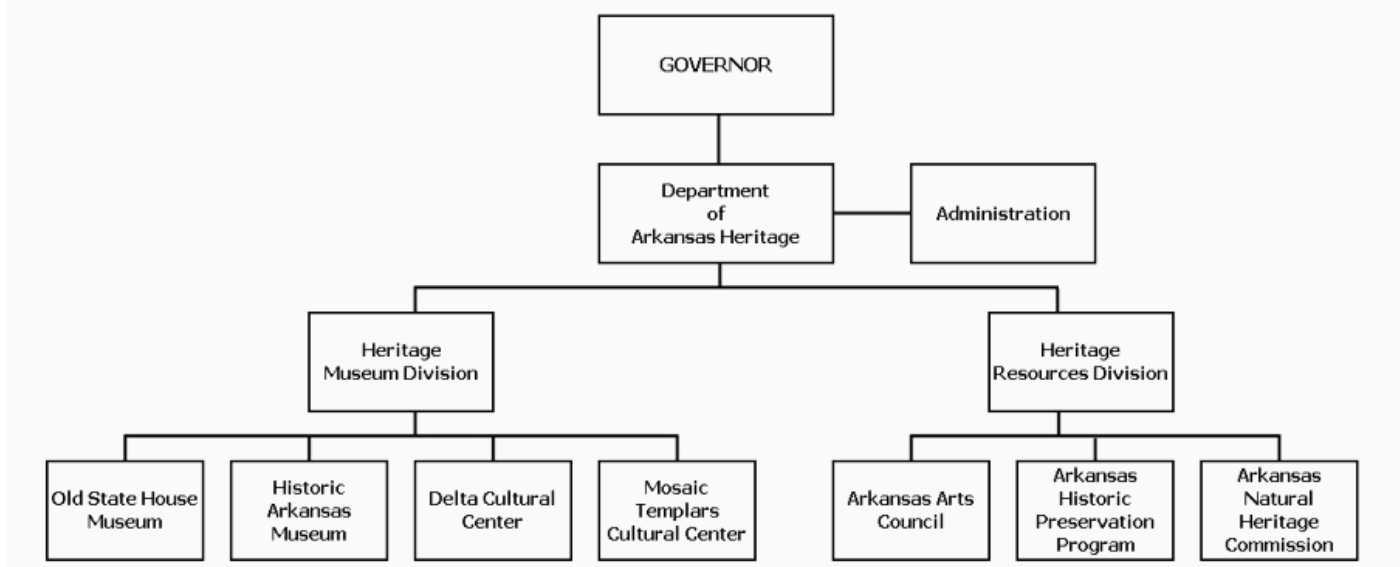 GOVERNOR
Department
of
Arkansas Heritage
Administration
Heritage
Museum Division
Heritage
Resources Division
Old State House
Museum
Historic
Arkansas
Museum
Delta Cultural
Center
Mosaic
Templars
Cultural Center
Arkansas Arts
Council
Arkansas
Historic
Preservation
Program
Arkansas
Natural
Heritage
Commission